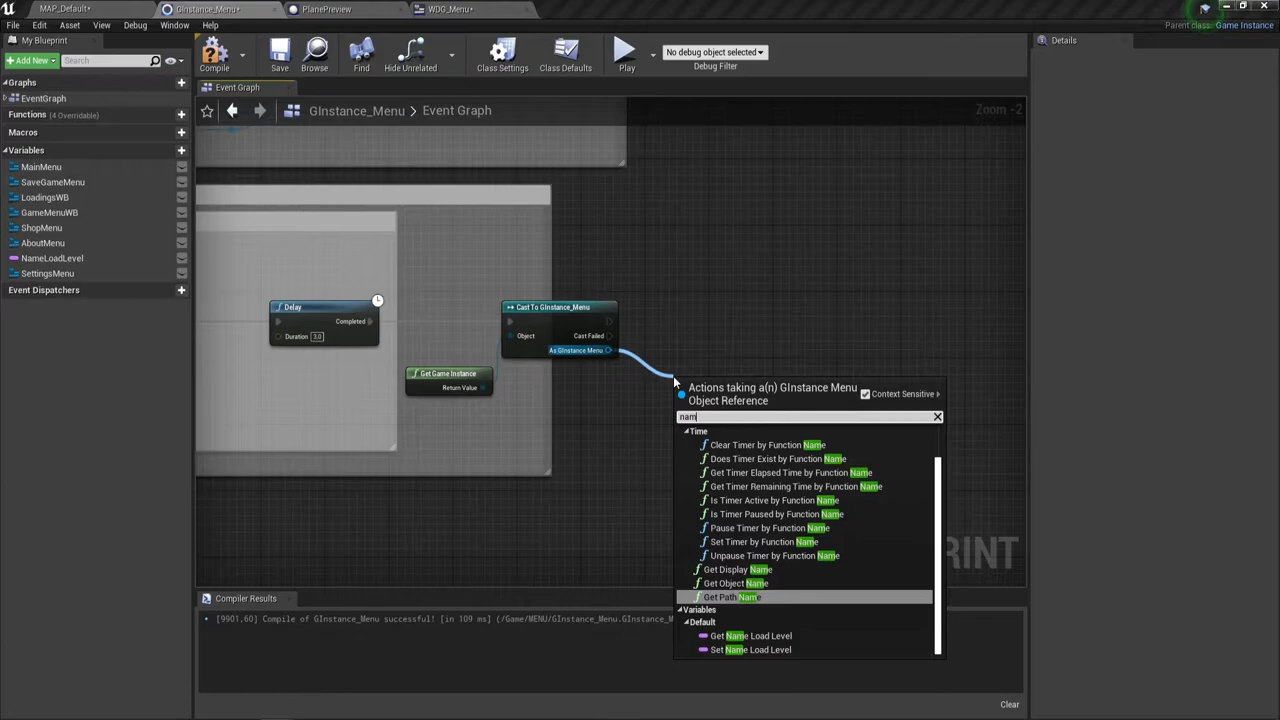 MAP_Default*
GInstance_Menu*
PlanePreview
WDG_Menu*
File Edit Asset View Debug Window Help
Parent class: Game Instance
My Blueprint
Details
+Add New
Search
Compile
Save
Browse
Find
Hide Unrelated
Class Settings
Class Defaults
Play
No debug object selected
Debug Filter
Graphs
EventGraph
Functions (4 Overridable)
Macros
Variables
MainMenu
SaveGameMenu
LoadingsWB
GameMenuWB
ShopMenu
AboutMenu
NameLoadLevel
SettingsMenu
Event Dispatchers
Event Graph
GInstance_Menu > Event Graph
Zoom -2
Delay
Completed
Duration 3,0
Get Game Instance
Return Value
Cast To GInstance_Menu
Object
Cast Failed
As GInstance Menu
Actions taking a(n) GInstance Menu
Object Reference
Context Sensitive
nam
Time
Clear Timer by Function Name
Does Timer Exist by Function Name
Get Timer Elapsed Time by Function Name
Get Timer Remaining Time by Function Name
Is Timer Active by Function Name
Is Timer Paused by Function Name
Pause Timer by Function Name
Set Timer by Function Name
Unpause Timer by Function Name
Get Display Name
Get Object Name
Get Path Name
Variables
Default
Get Name Load Level
Set Name Load Level
RINT
Compiler Results
[9901,60] Compile of GInstance_Menu successful! [in 109 ms] (/Game/MENU/GInstance_Menu.GInstance_M
Clear